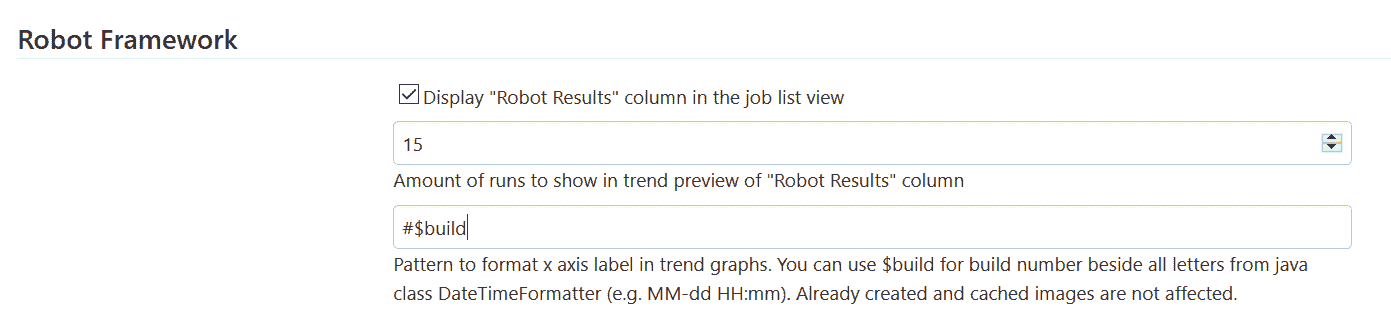 Robot Framework
Display "Robot Results" column in the job list view
15
Amount of runs to show in trend preview of "Robot Results" column
#$build
Pattern to format x axis label in trend graphs. You can use $build for build number beside all letters from java
class DateTimeFormatter (e.g. MM-dd HH:mm). Already created and cached images are not affected.